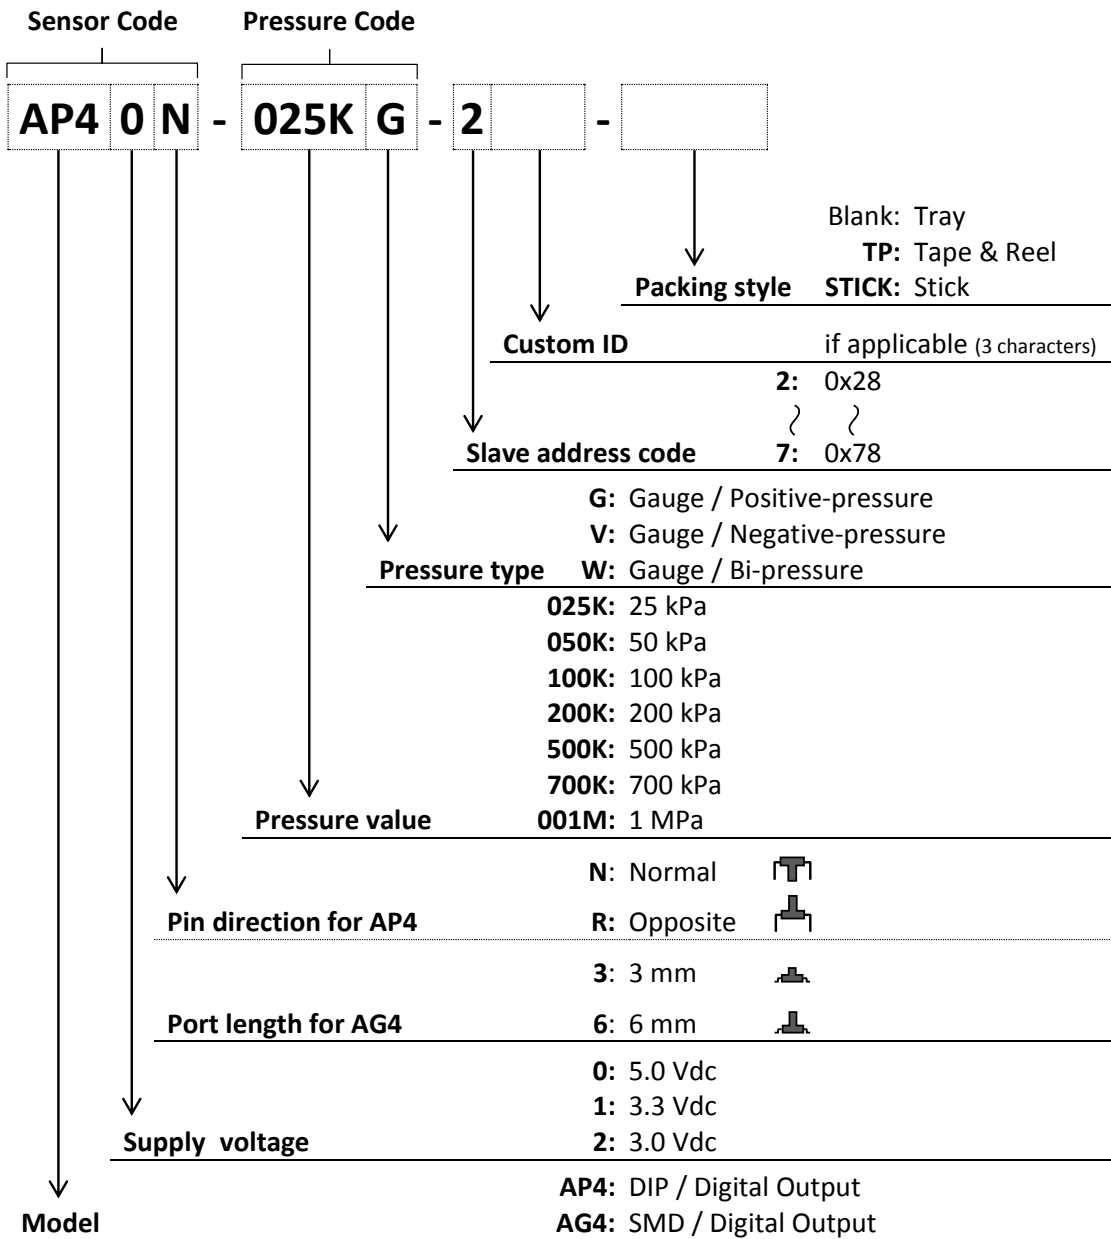 Sensor Code Pressure Code
AP4 0 N - 025K G - 2 -
Blank: Tray
TP: Tape & Reel
Packing style STICK: Stick
Custom ID if applicable (3 characters)
2: 0x28
Slave address code 7: 0x78
G: Gauge / Positive-pressure
V: Gauge / Negative-pressure
Pressure type W: Gauge / Bi-pressure
025K: 25 kPa
050K: 50 kPa
100K: 100 kPa
200K: 200 kPa
500K: 500 kPa
700K: 700 kPa
Pressure value 001M: 1 MPa
N: Normal
Pin direction for AP4 R: Opposite
3: 3 mm
Port length for AG4 6: 6 mm
0: 5.0 Vdc
1: 3.3 Vdc
Supply voltage 2: 3.0 Vdc
AP4: DIP / Digital Output
Model AG4: SMD / Digital Output